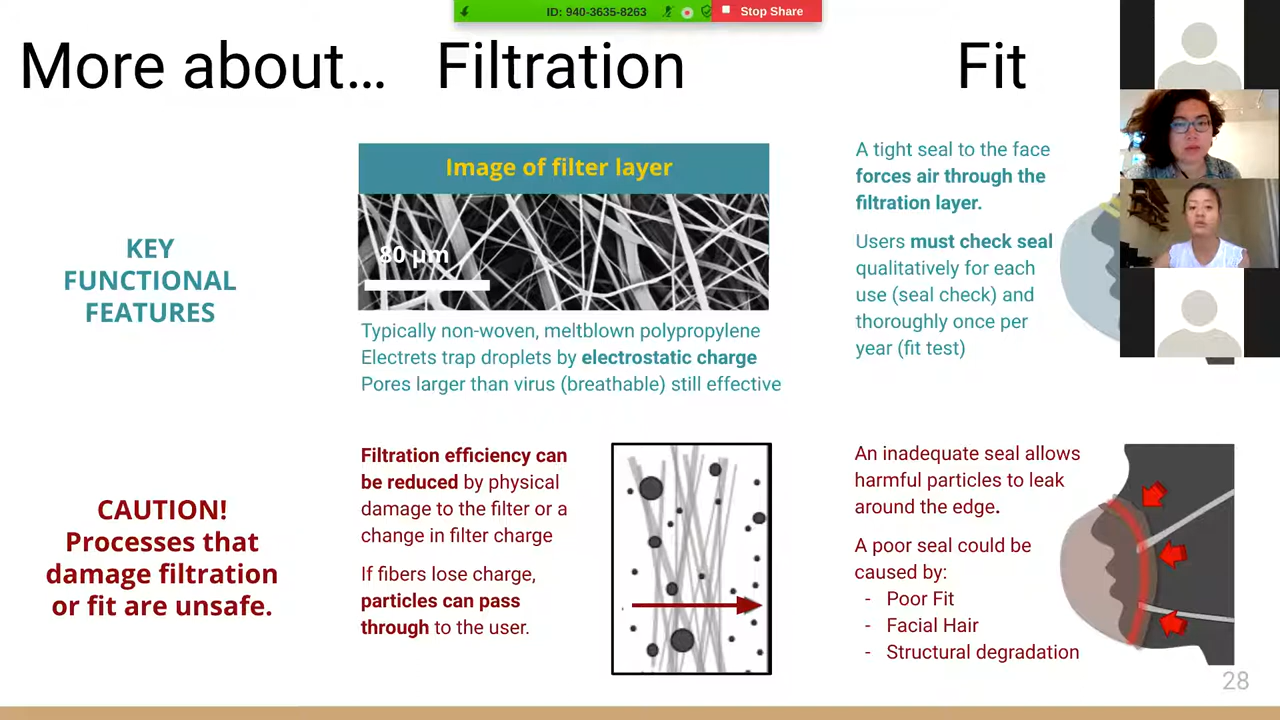 ID: 940-3635-8263
Stop Share
More about…
Filtration
Fit
KEY
FUNCTIONAL
FEATURES
Image of filter layer
80 µm
Typically non-woven, meltblown polypropylene
Electrets trap droplets by electrostatic charge
Pores larger than virus (breathable) still effective
A tight seal to the face
forces air through the
filtration layer.
Users must check seal
qualitatively for each
use (seal check) and
thoroughly once per
year (fit test)
CAUTION!
Processes that
damage filtration
or fit are unsafe.
Filtration efficiency can
be reduced by physical
damage to the filter or a
change in filter charge
If fibers lose charge,
particles can pass
through to the user.
An inadequate seal allows
harmful particles to leak
around the edge.
A poor seal could be
caused by:
- Poor Fit
- Facial Hair
- Structural degradation
28